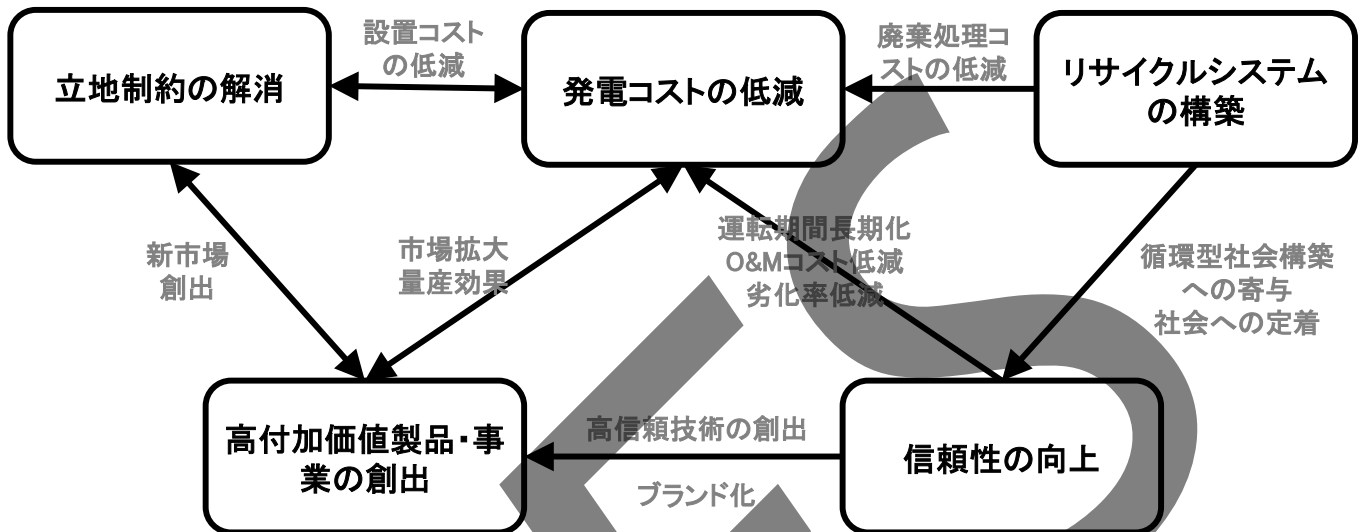 立地制約の解消
設置コスト
の低減
発電コストの低減
廃棄処理コ
ストの低減
リサイクルシステム
の構築
新市場
創出
市場拡大
量産効果
運転期間長期化
O&Mコスト低減
劣化率低減
循環型社会構築
への寄与
社会への定着
高付加価値製品・事
業の創出
高信頼技術の創出
ブランド化
信頼性の向上